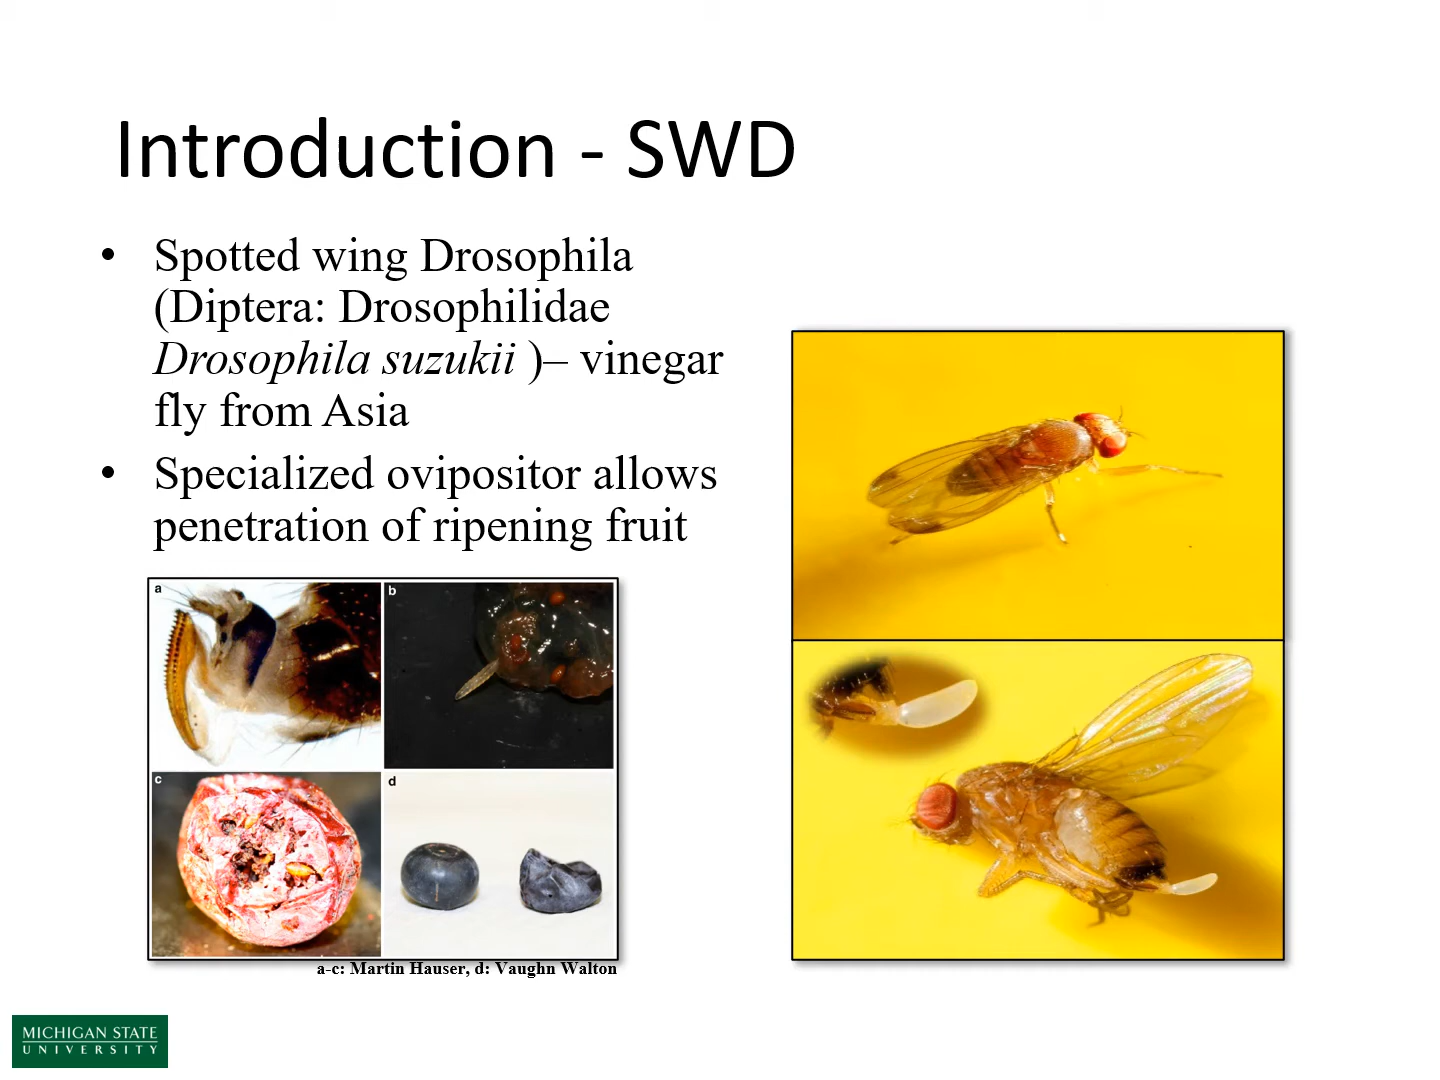 Introduction - SWD
• Spotted wing Drosophila
(Diptera: Drosophilidae
Drosophila suzukii )– vinegar
fly from Asia
• Specialized ovipositor allows
penetration of ripening fruit
a
b
c
d
a-c: Martin Hauser, d: Vaughn Walton
MICHIGAN STATE
UNIVERSITY